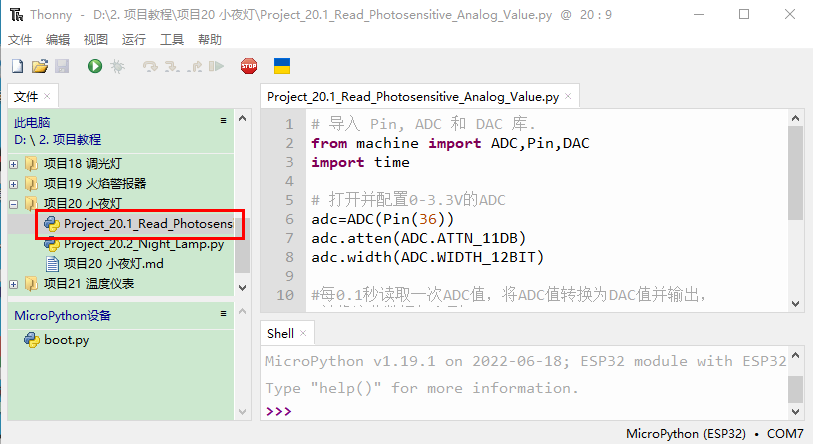 Thonny - D:\2. 项目教程\项目20 小夜灯\Project_20.1_Read_Photosensitive_Analog_Value.py @ 20 : 9
文件 编辑 视图 运行 工具 帮助
STOP
文件 ×
此电脑 ≡
D: \ 2. 项目教程
项目18 调光灯
项目19 火焰警报器
项目20 小夜灯
Project_20.1_Read_Photosens
Project_20.2_Night_Lamp.py
项目20 小夜灯.md
项目21 温度仪表
MicroPython设备 ≡
boot.py
Project_20.1_Read_Photosensitive_Analog_Value.py ×
1 # 导入 Pin, ADC 和 DAC 库.
2 from machine import ADC,Pin,DAC
3 import time
4
5 # 打开并配置0-3.3V的ADC
6 adc=ADC(Pin(36))
7 adc.atten(ADC.ATTN_11DB)
8 adc.width(ADC.WIDTH_12BIT)
9
10 #每0.1秒读取一次ADC值，将ADC值转换为DAC值并输出，
Shell ×
MicroPython v1.19.1 on 2022-06-18; ESP32 module with ESP32
Type "help()" for more information.
>>>
MicroPython (ESP32) • COM7